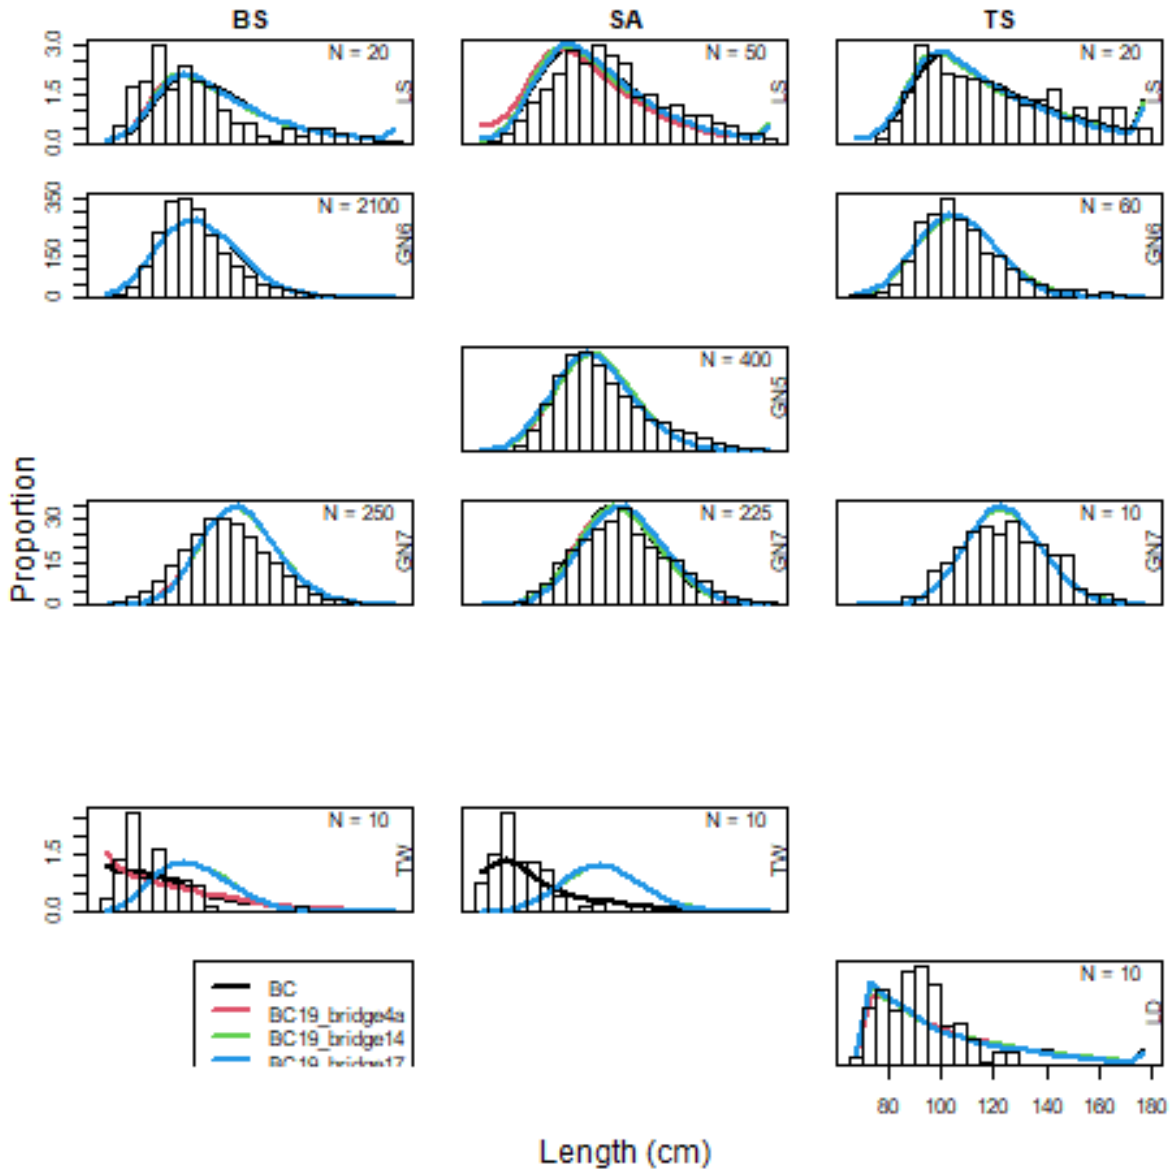 BS SA TS
3.0 1.5 0.0 N = 20 LS N = 50 LS N = 20 LS
350 150 0 N = 2100 GN6 N = 60 GN6
N = 400 GN5
Proportion
30 15 0 N = 250 GN7 N = 225 GN7 N = 10 GN7
1.5 0.0 N = 10 TW N = 10 TW
N = 10 LD
BC
BC19_bridge4a
BC19_bridge14
BC19_bridge17
80 100 120 140 160 180
Length (cm)